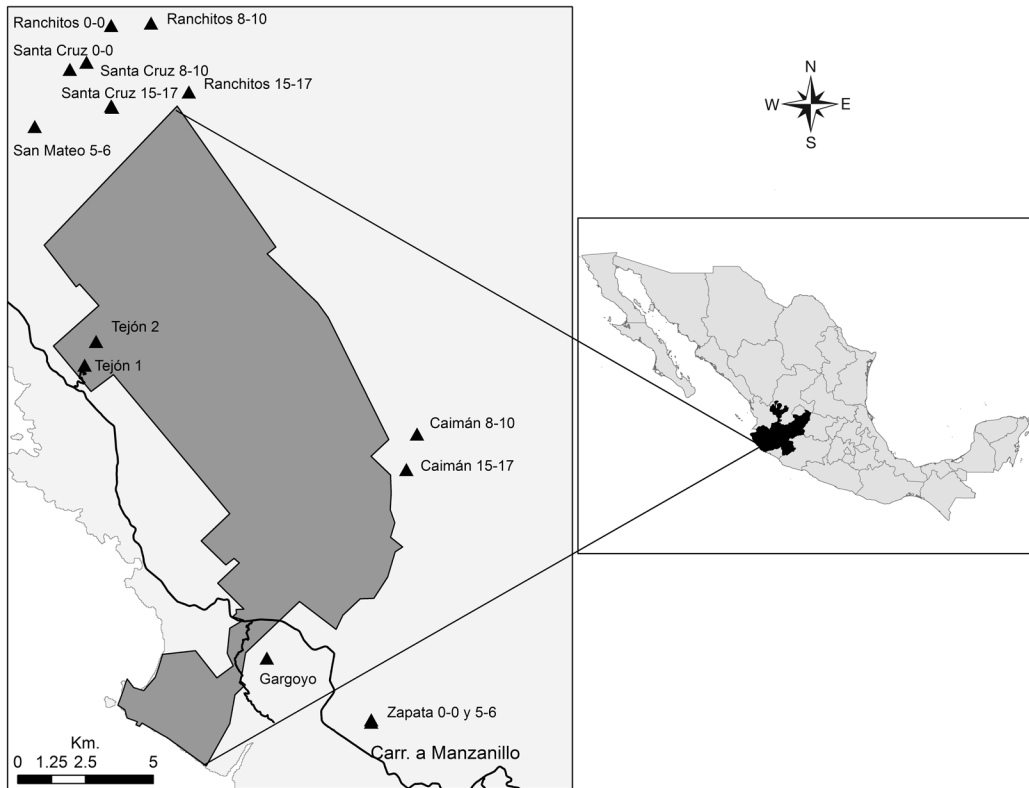 Ranchitos 0-0
Ranchitos 8-10
Santa Cruz 0-0
Santa Cruz 8-10
Ranchitos 15-17
Santa Cruz 15-17
San Mateo 5-6
N
W
E
S
Tejón 2
Tejón 1
Caimán 8-10
Caimán 15-17
Gargoyo
Zapata 0-0 y 5-6
Carr. a Manzanillo
Km.
0 1.25 2.5 5